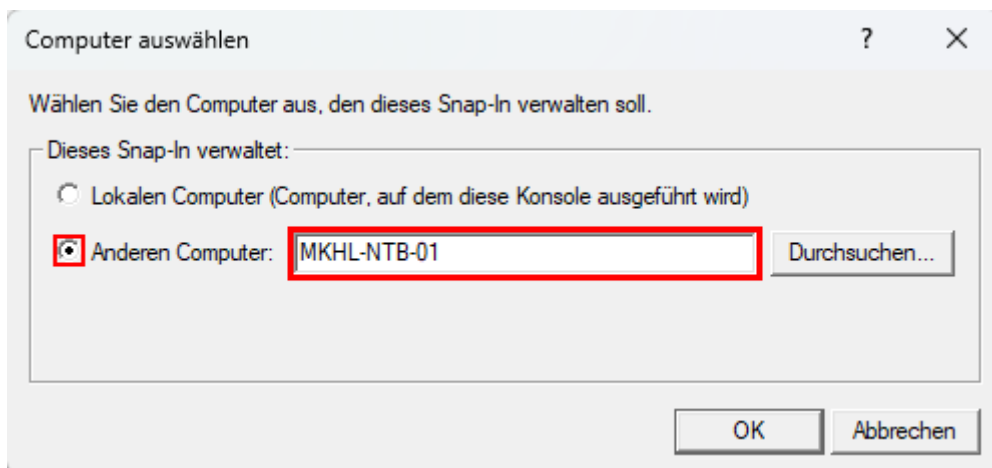 Computer auswählen ? ×
Wählen Sie den Computer aus, den dieses Snap-In verwalten soll.
Dieses Snap-In verwaltet:
Lokalen Computer (Computer, auf dem diese Konsole ausgeführt wird)
Anderen Computer: MKHL-NTB-01 Durchsuchen...
OK Abbrechen